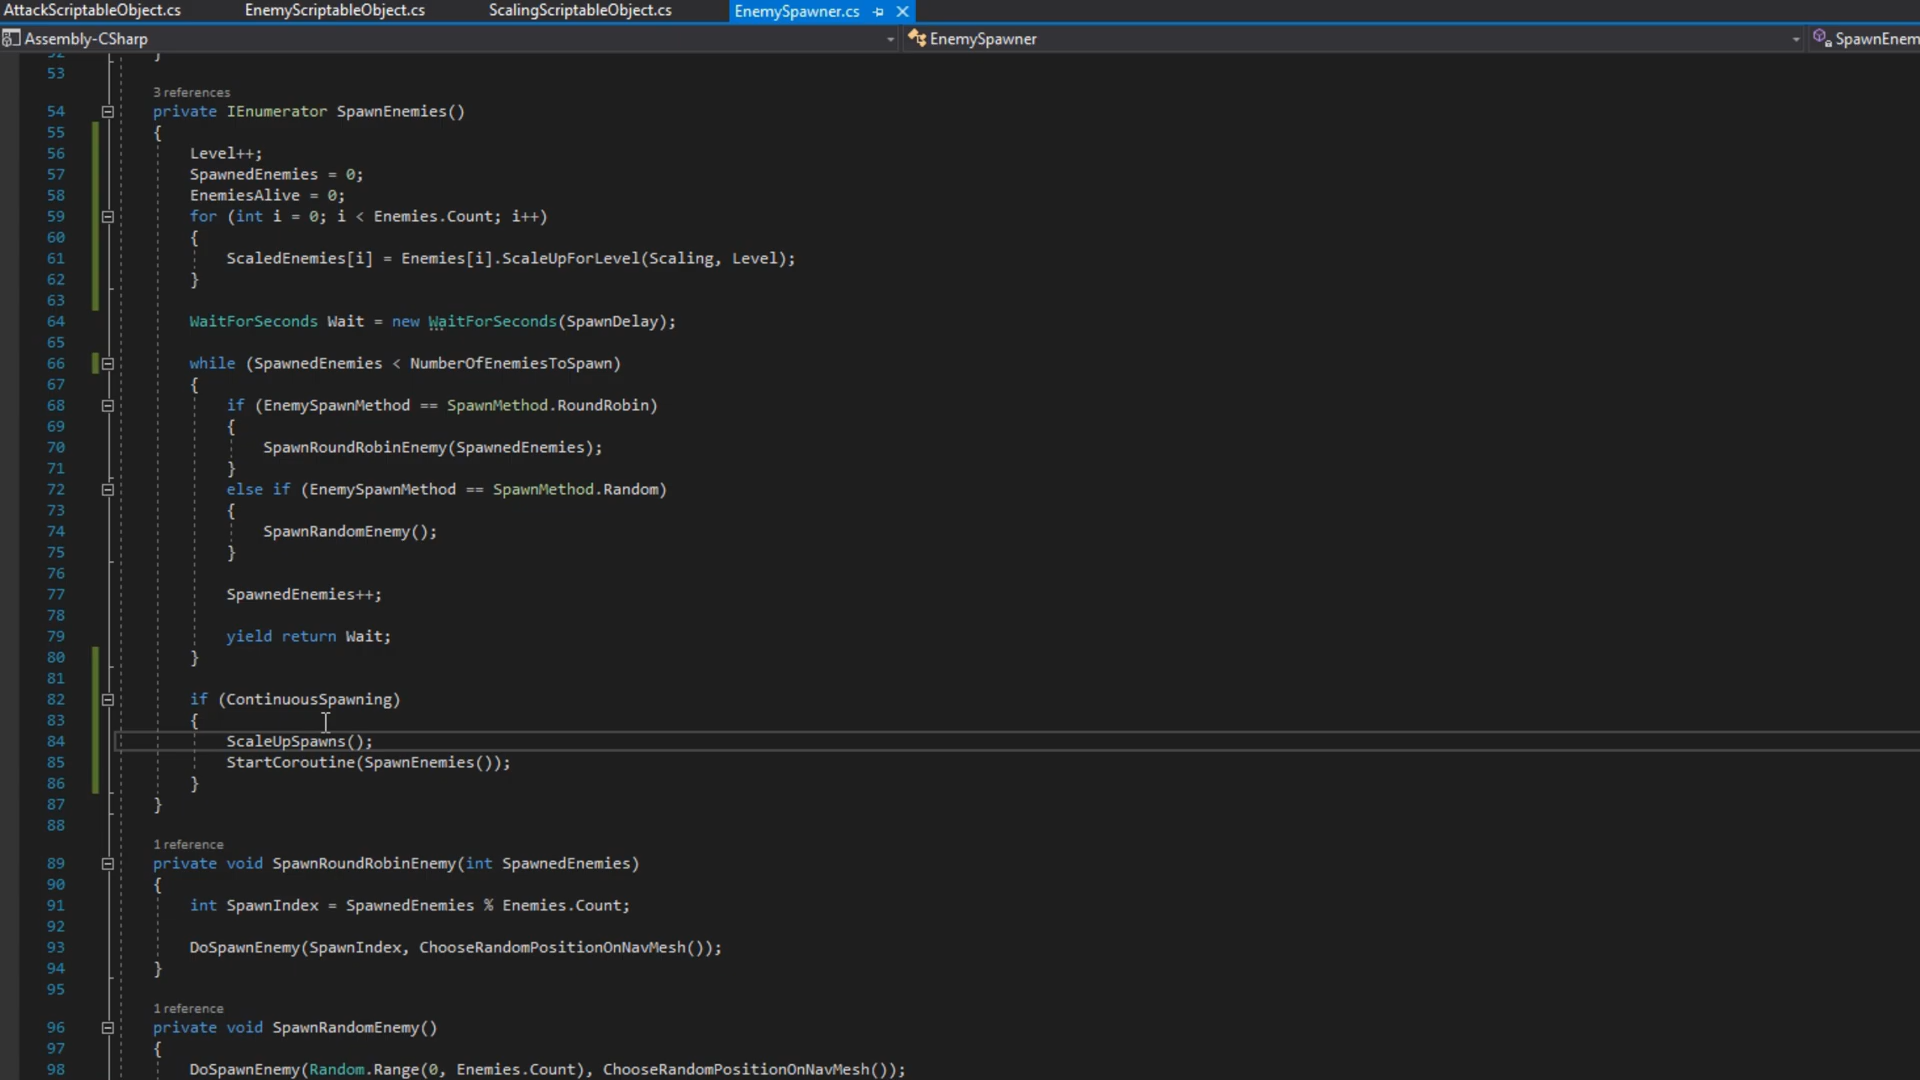 AttackScriptableObject.cs EnemyScriptableObject.cs ScalingScriptableObject.cs EnemySpawner.cs
Assembly-CSharp EnemySpawner SpawnEnem
52 }
53
3 references
54 private IEnumerator SpawnEnemies()
55 {
56 Level++;
57 SpawnedEnemies = 0;
58 EnemiesAlive = 0;
59 for (int i = 0; i < Enemies.Count; i++)
60 {
61 ScaledEnemies[i] = Enemies[i].ScaleUpForLevel(Scaling, Level);
62 }
63
64 WaitForSeconds Wait = new WaitForSeconds(SpawnDelay);
65
66 while (SpawnedEnemies < NumberOfEnemiesToSpawn)
67 {
68 if (EnemySpawnMethod == SpawnMethod.RoundRobin)
69 {
70 SpawnRoundRobinEnemy(SpawnedEnemies);
71 }
72 else if (EnemySpawnMethod == SpawnMethod.Random)
73 {
74 SpawnRandomEnemy();
75 }
76
77 SpawnedEnemies++;
78
79 yield return Wait;
80 }
81
82 if (ContinuousSpawning)
83 {
84 ScaleUpSpawns();
85 StartCoroutine(SpawnEnemies());
86 }
87 }
88
1 reference
89 private void SpawnRoundRobinEnemy(int SpawnedEnemies)
90 {
91 int SpawnIndex = SpawnedEnemies % Enemies.Count;
92
93 DoSpawnEnemy(SpawnIndex, ChooseRandomPositionOnNavMesh());
94 }
95
1 reference
96 private void SpawnRandomEnemy()
97 {
98 DoSpawnEnemy(Random.Range(0, Enemies.Count), ChooseRandomPositionOnNavMesh());